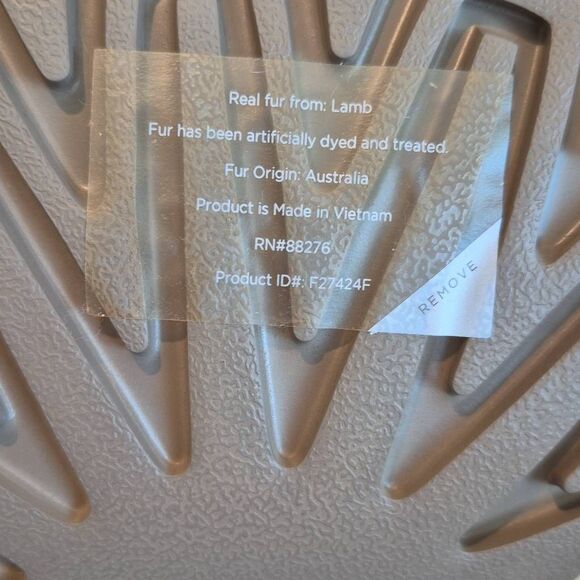 Real fur from: Lamb
Fur has been artificially dyed and treated.
Fur Origin: Australia
Product is Made in Vietnam
RN#88276
Product ID#: F27424F
REMOVE